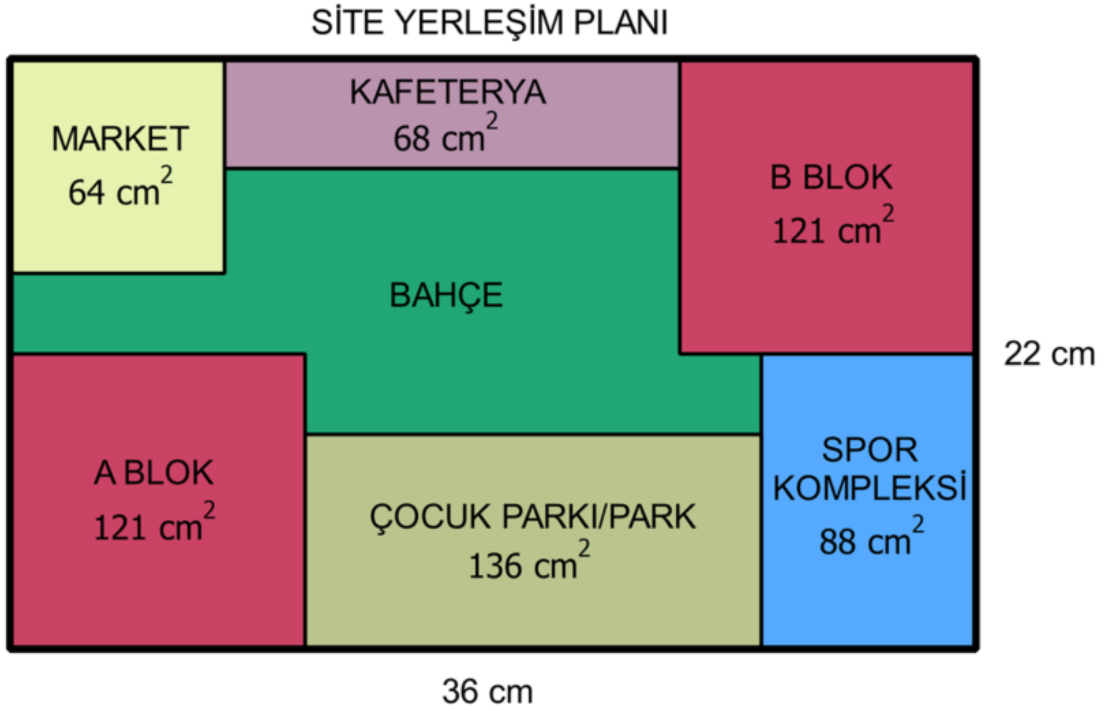 SİTE YERLEŞİM PLANI
MARKET
64 cm²
KAFETERYA
68 cm²
B BLOK
121 cm²
BAHÇE
22 cm
A BLOK
121 cm²
ÇOCUK PARKI/PARK
136 cm²
SPOR
KOMPLEKSİ
88 cm²
36 cm